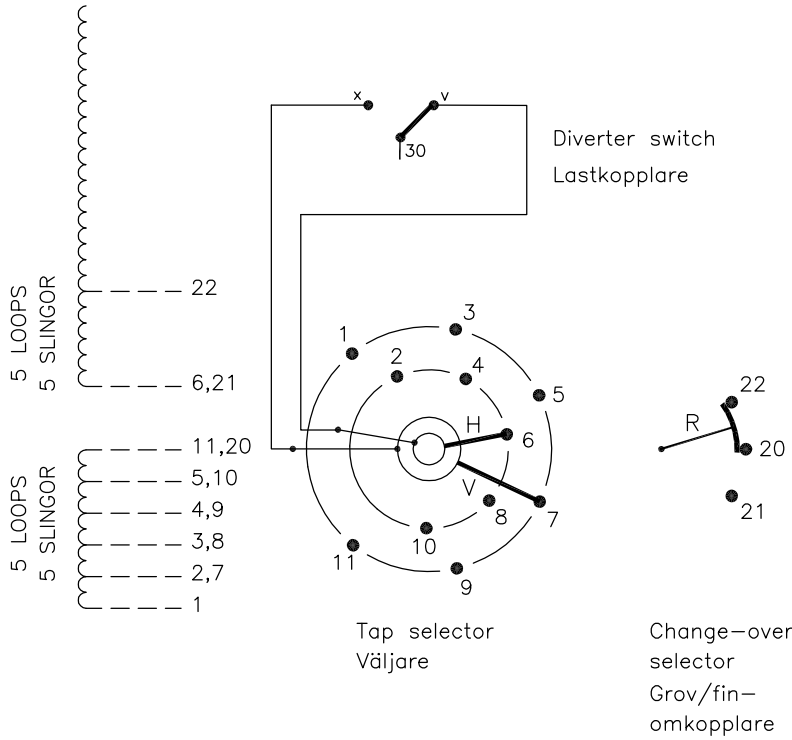 x
v
30
Diverter switch
Lastkopplare
5 LOOPS
5 SLINGOR
22
6,21
11,20
5,10
4,9
3,8
2,7
1
5 LOOPS
5 SLINGOR
1
3
2
4
5
H
6
V
8
7
10
11
9
Tap selector
Väljare
22
R
20
21
Change-over
selector
Grov/fin-
omkopplare